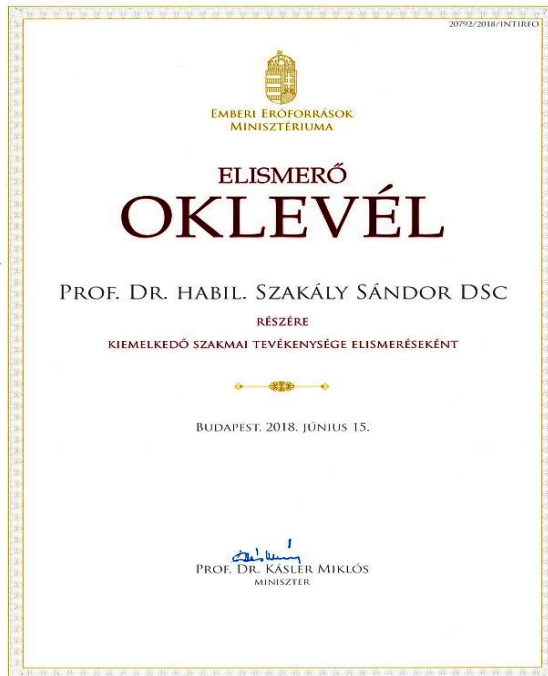 20792/2018/INTIRFO
EMBERI ERŐFORRÁSOK
MINISZTÉRIUMA
ELISMERŐ
OKLEVÉL
PROF. DR. HABIL. SZAKÁLY SÁNDOR DSC
RÉSZÉRE
KIEMELKEDŐ SZAKMAI TEVÉKENYSÉGE ELISMERÉSEKÉNT
BUDAPEST, 2018. JÚNIUS 15.
PROF. DR. KÁSLER MIKLÓS
MINISZTER